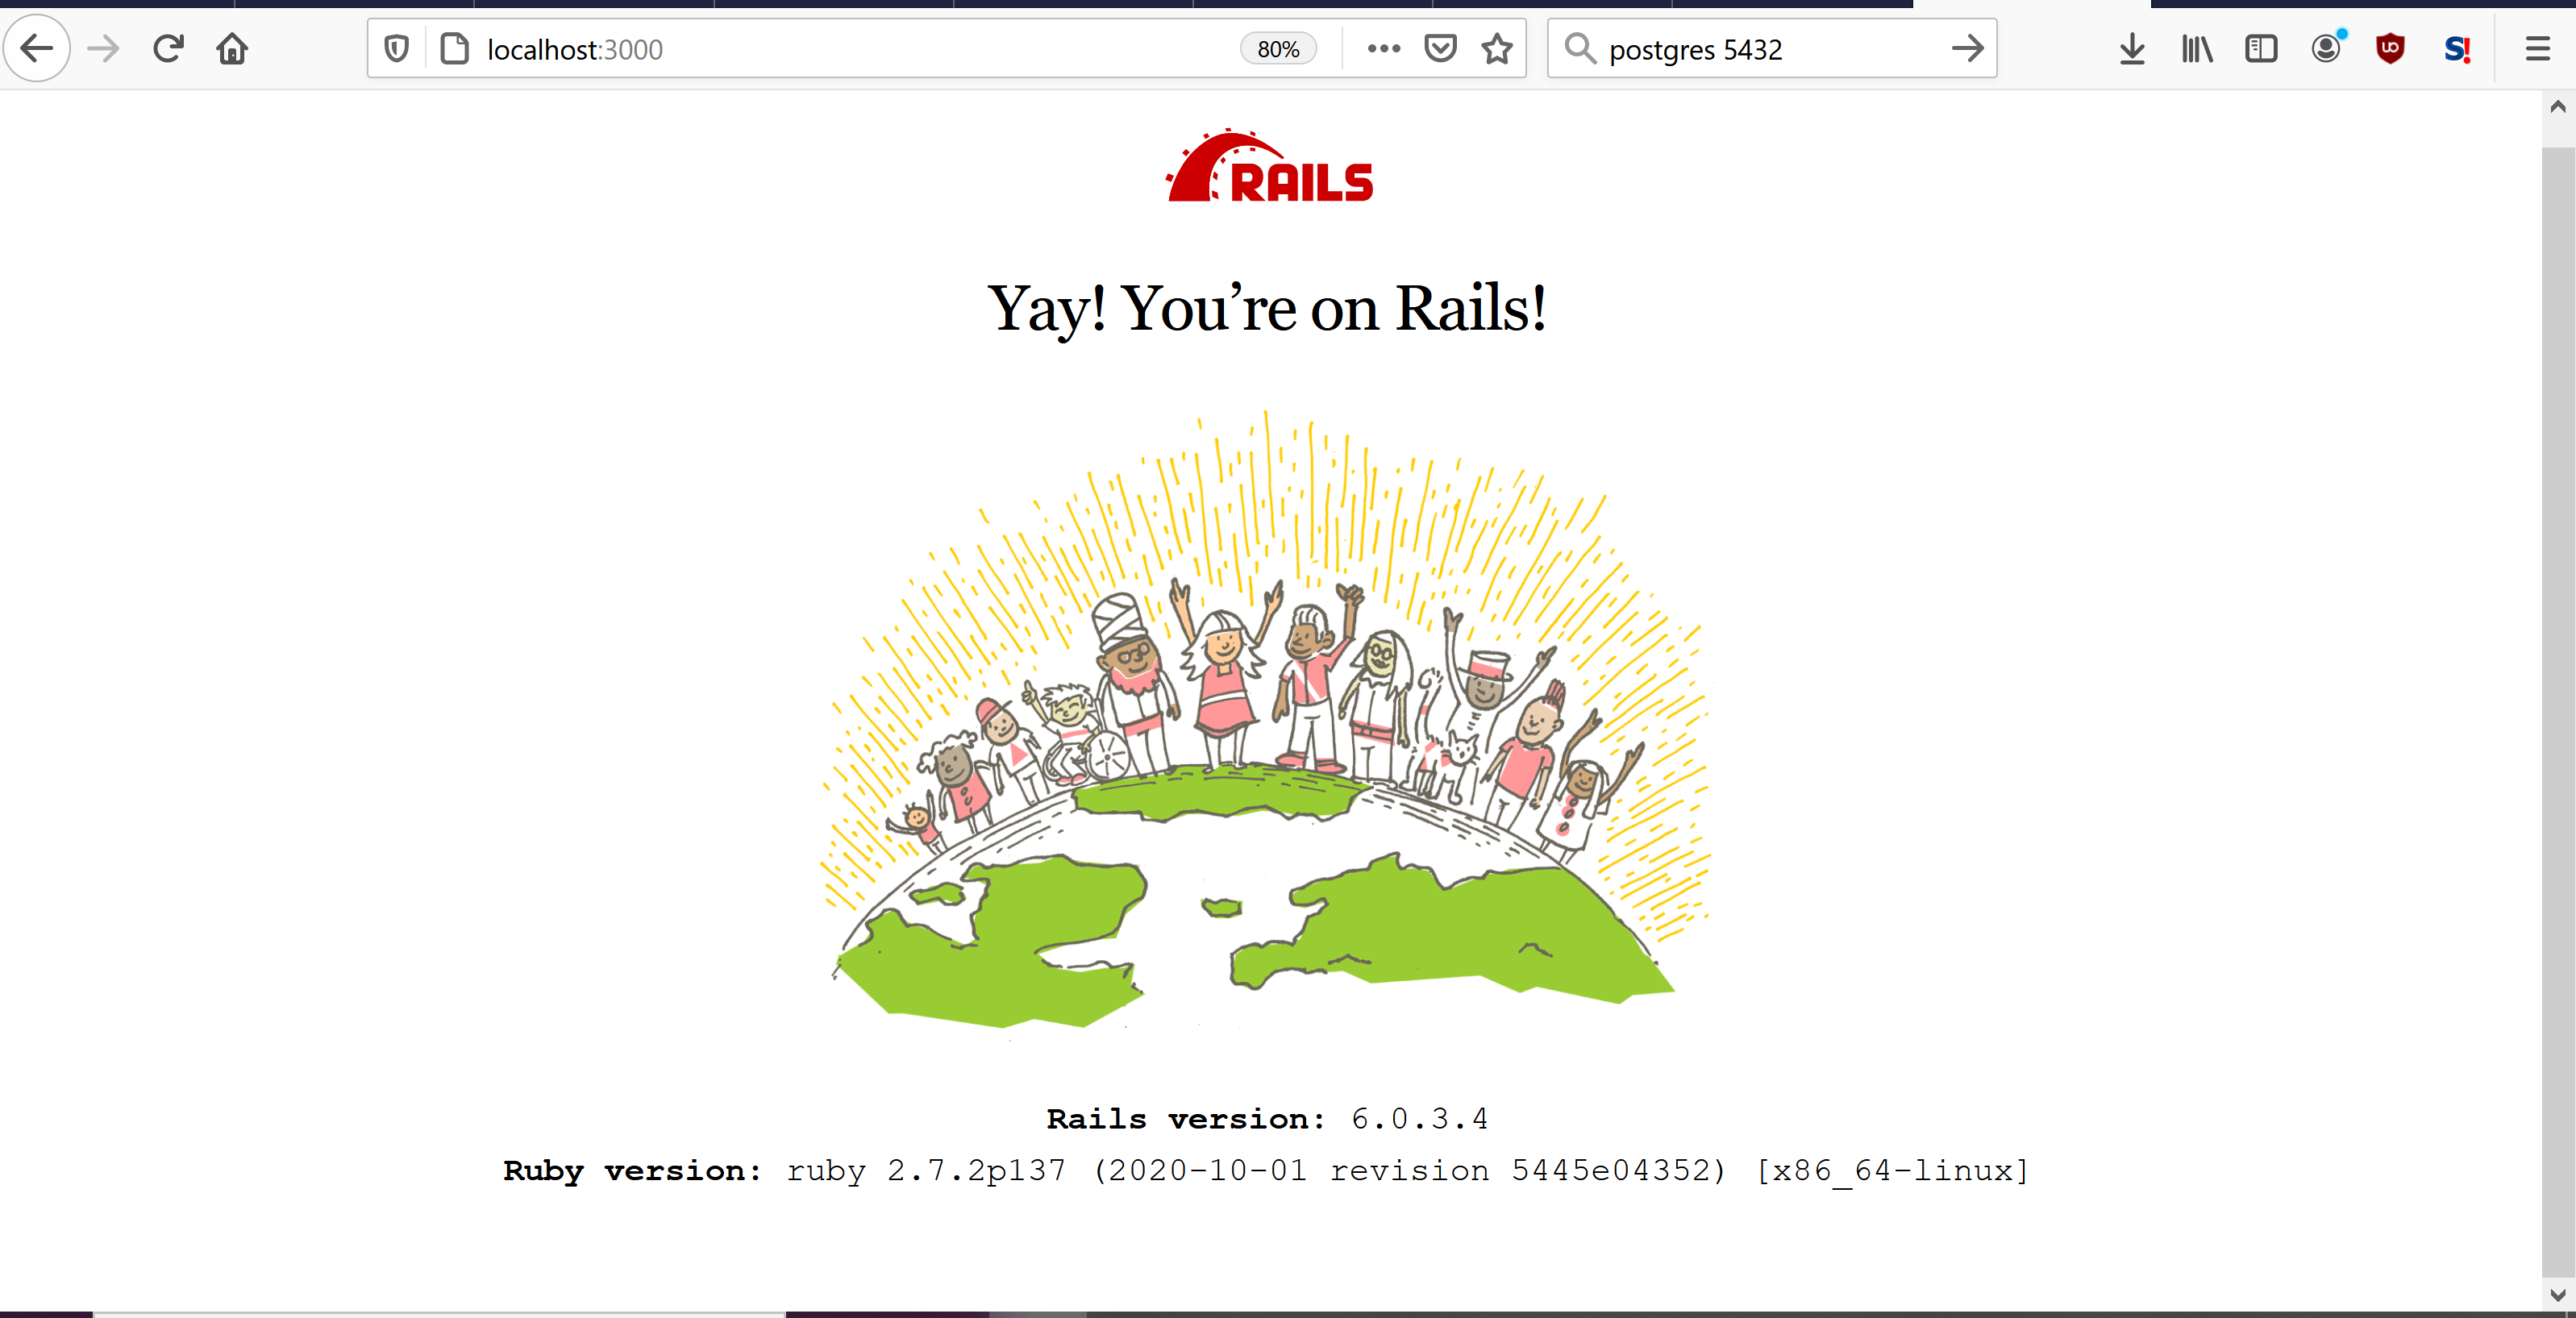 localhost:3000
80%
postgres 5432
RAILS
Yay! You’re on Rails!
Rails version: 6.0.3.4
Ruby version: ruby 2.7.2p137 (2020-10-01 revision 5445e04352) [x86_64-linux]